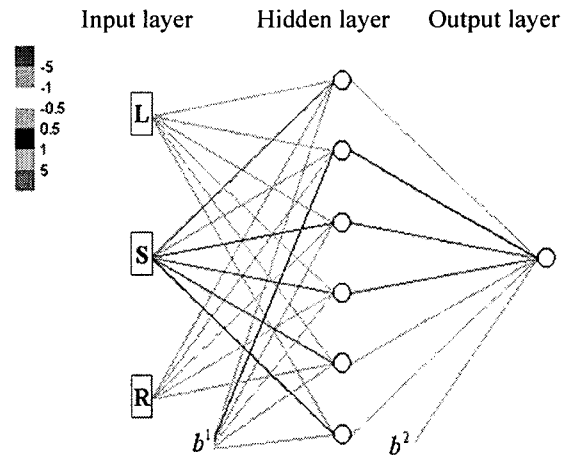 Input layer Hidden layer Output layer
-5
-1
-0.5
0.5
1
5
L
S
R
b¹
b²